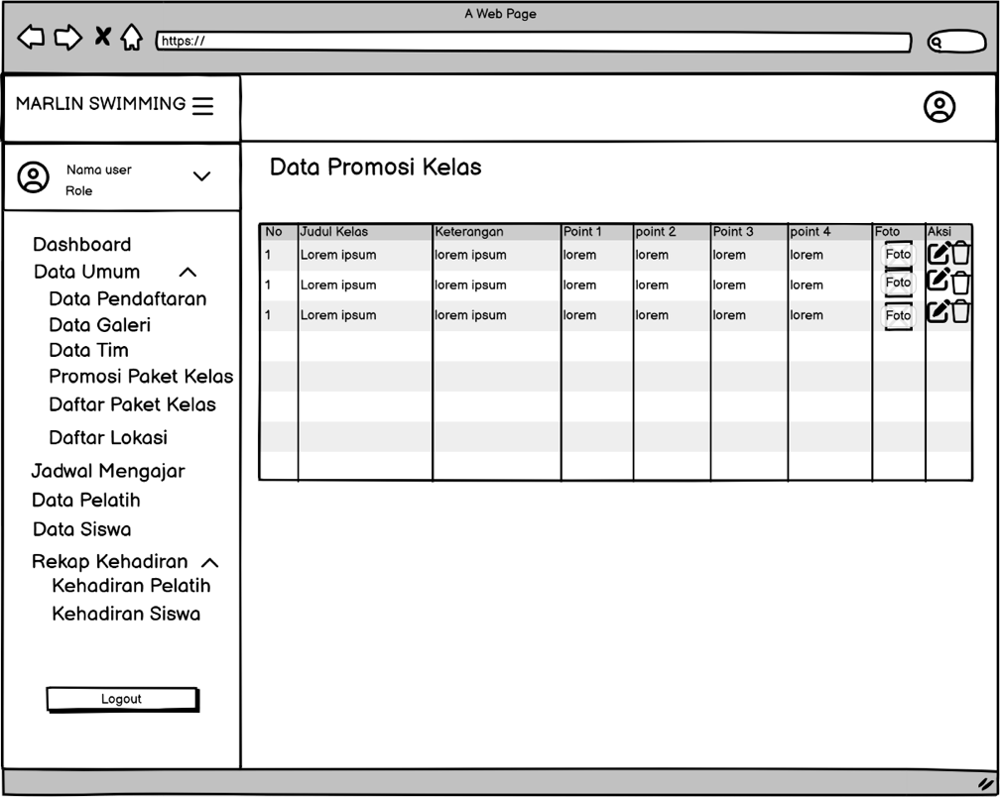 A Web Page
https://
MARLIN SWIMMING
Nama user
Role
Dashboard
Data Umum
Data Pendaftaran
Data Galeri
Data Tim
Promosi Paket Kelas
Daftar Paket Kelas
Daftar Lokasi
Jadwal Mengajar
Data Pelatih
Data Siswa
Rekap Kehadiran
Kehadiran Pelatih
Kehadiran Siswa
Logout
Data Promosi Kelas
No Judul Kelas Keterangan Point 1 point 2 Point 3 point 4 Foto Aksi
1 Lorem ipsum lorem ipsum lorem lorem lorem lorem Foto
1 Lorem ipsum lorem ipsum lorem lorem lorem lorem Foto
1 Lorem ipsum lorem ipsum lorem lorem lorem lorem Foto